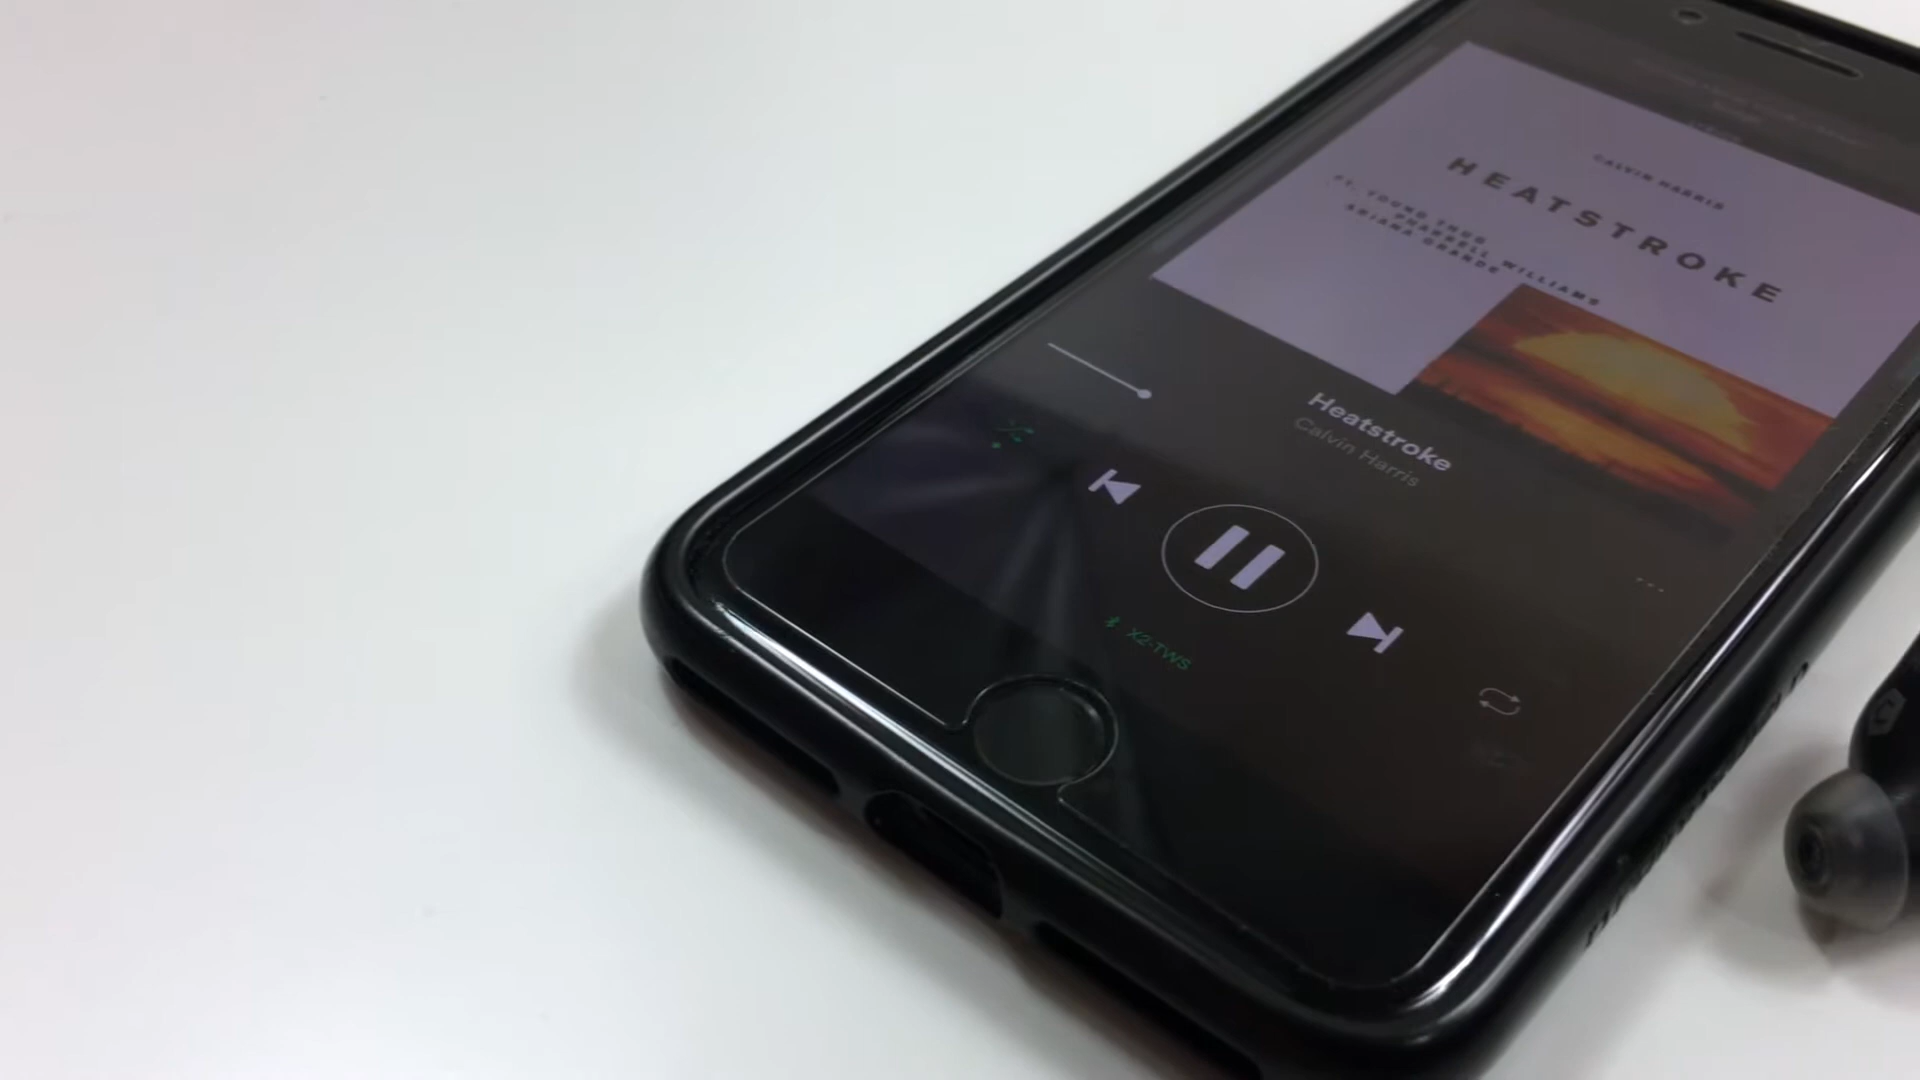 CALVIN HARRIS
HEATSTROKE
FT. YOUNG THUG
PHARRELL WILLIAMS
ARIANA GRANDE
Heatstroke
Calvin Harris
X2-TWS